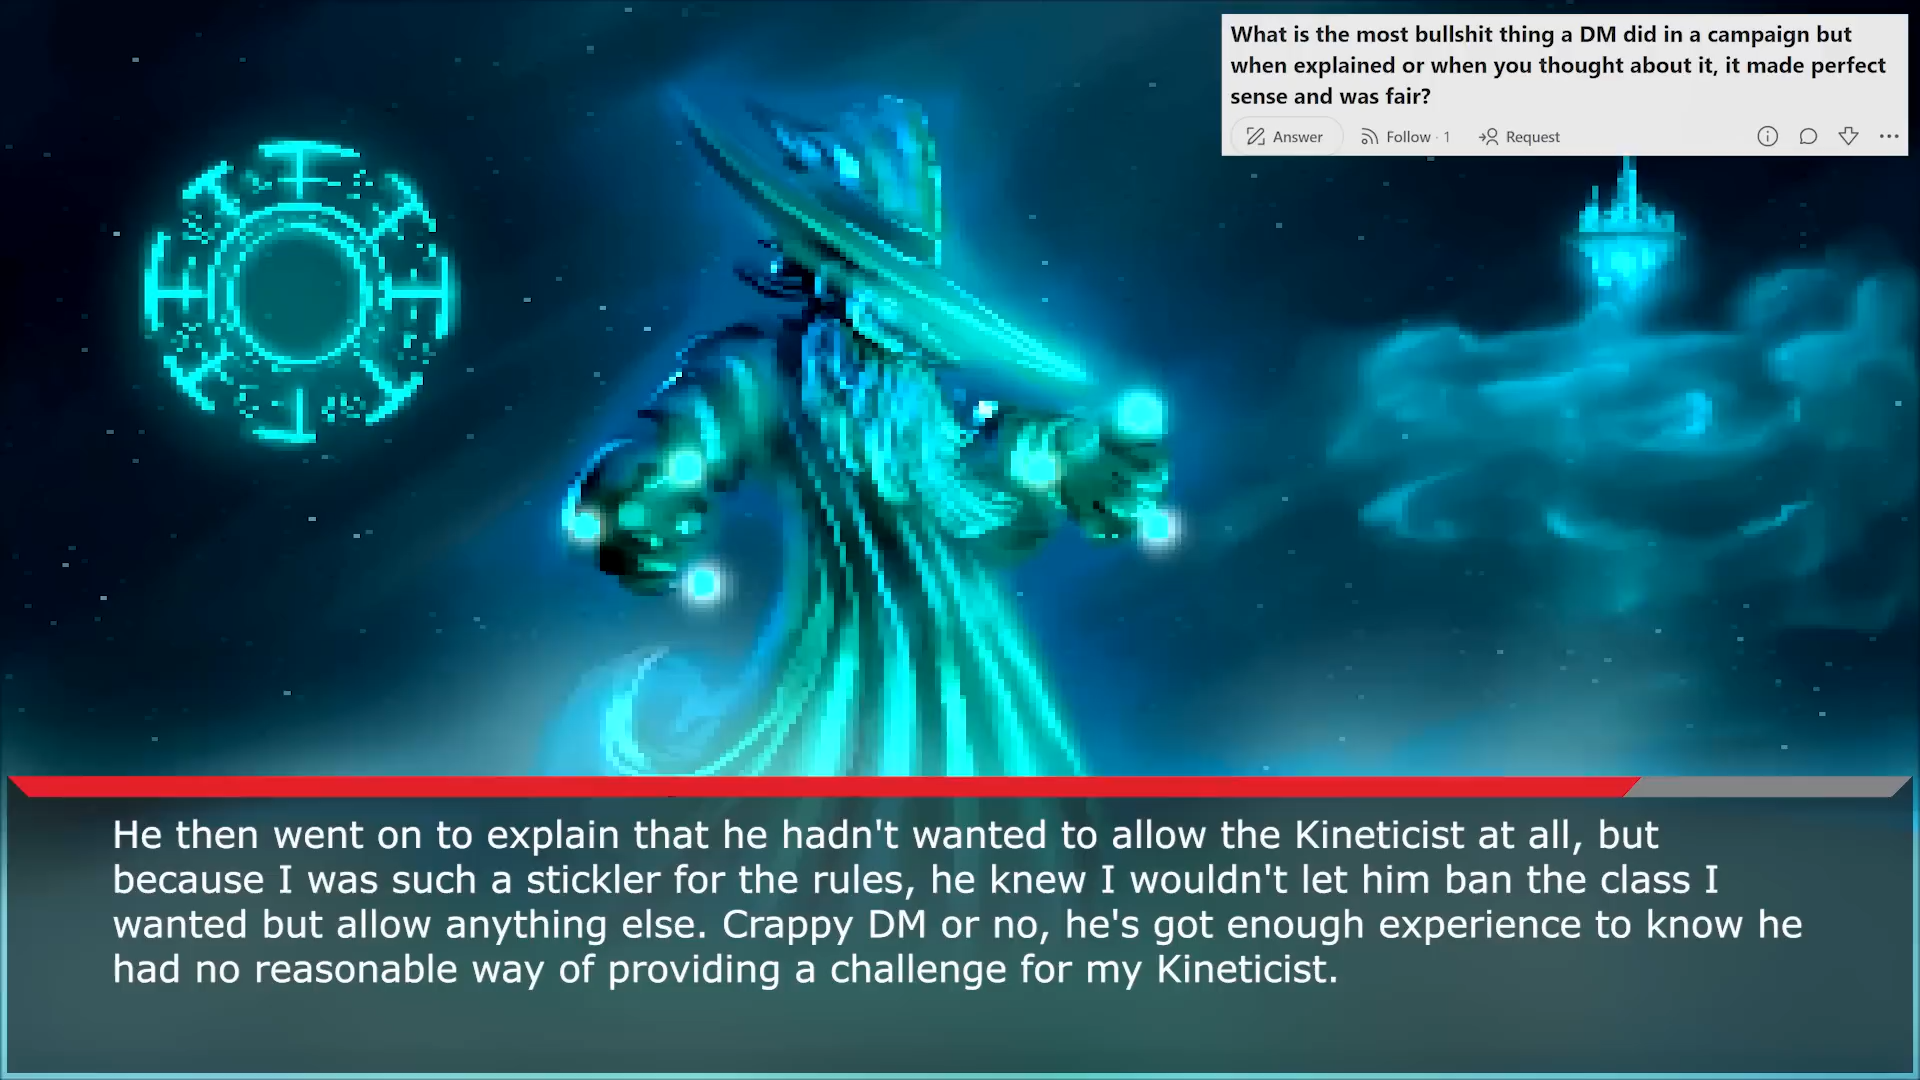 What is the most bullshit thing a DM did in a campaign but
when explained or when you thought about it, it made perfect
sense and was fair?
Answer Follow · 1 Request
He then went on to explain that he hadn't wanted to allow the Kineticist at all, but
because I was such a stickler for the rules, he knew I wouldn't let him ban the class I
wanted but allow anything else. Crappy DM or no, he's got enough experience to know he
had no reasonable way of providing a challenge for my Kineticist.